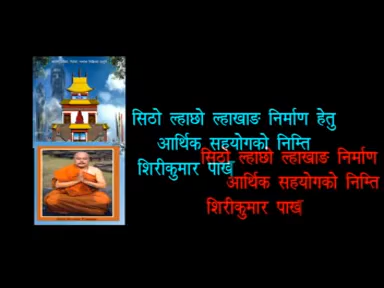 सिठो ल्हाछो ल्हाखाङ निर्माण हेतु
आर्थिक सहयोगको निम्ति
शिरीकुमार पाख
सिठो ल्हाछो ल्हाखाङ निर्माण
आर्थिक सहयोगको निम्ति
शिरीकुमार पाख